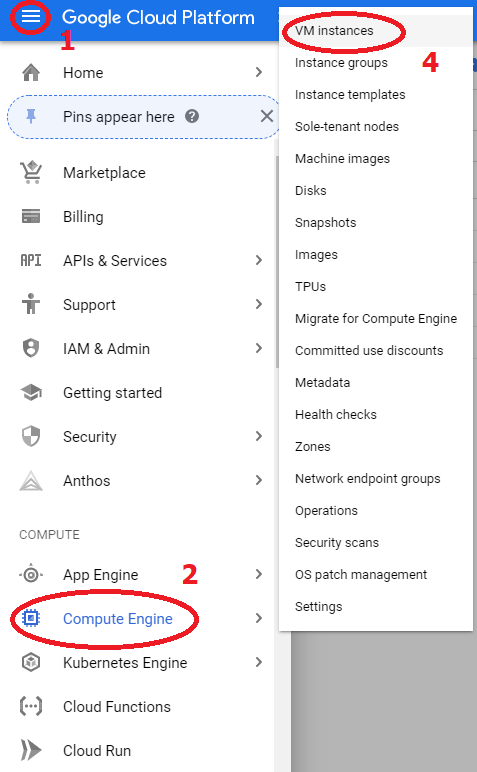 Google Cloud Platform
1
Home
Pins appear here
?
Marketplace
Billing
API APIs & Services
Support
IAM & Admin
Getting started
Security
Anthos
COMPUTE
App Engine
2
Compute Engine
Kubernetes Engine
Cloud Functions
Cloud Run
VM instances
4
Instance groups
Instance templates
Sole-tenant nodes
Machine images
Disks
Snapshots
Images
TPUs
Migrate for Compute Engine
Committed use discounts
Metadata
Health checks
Zones
Network endpoint groups
Operations
Security scans
OS patch management
Settings